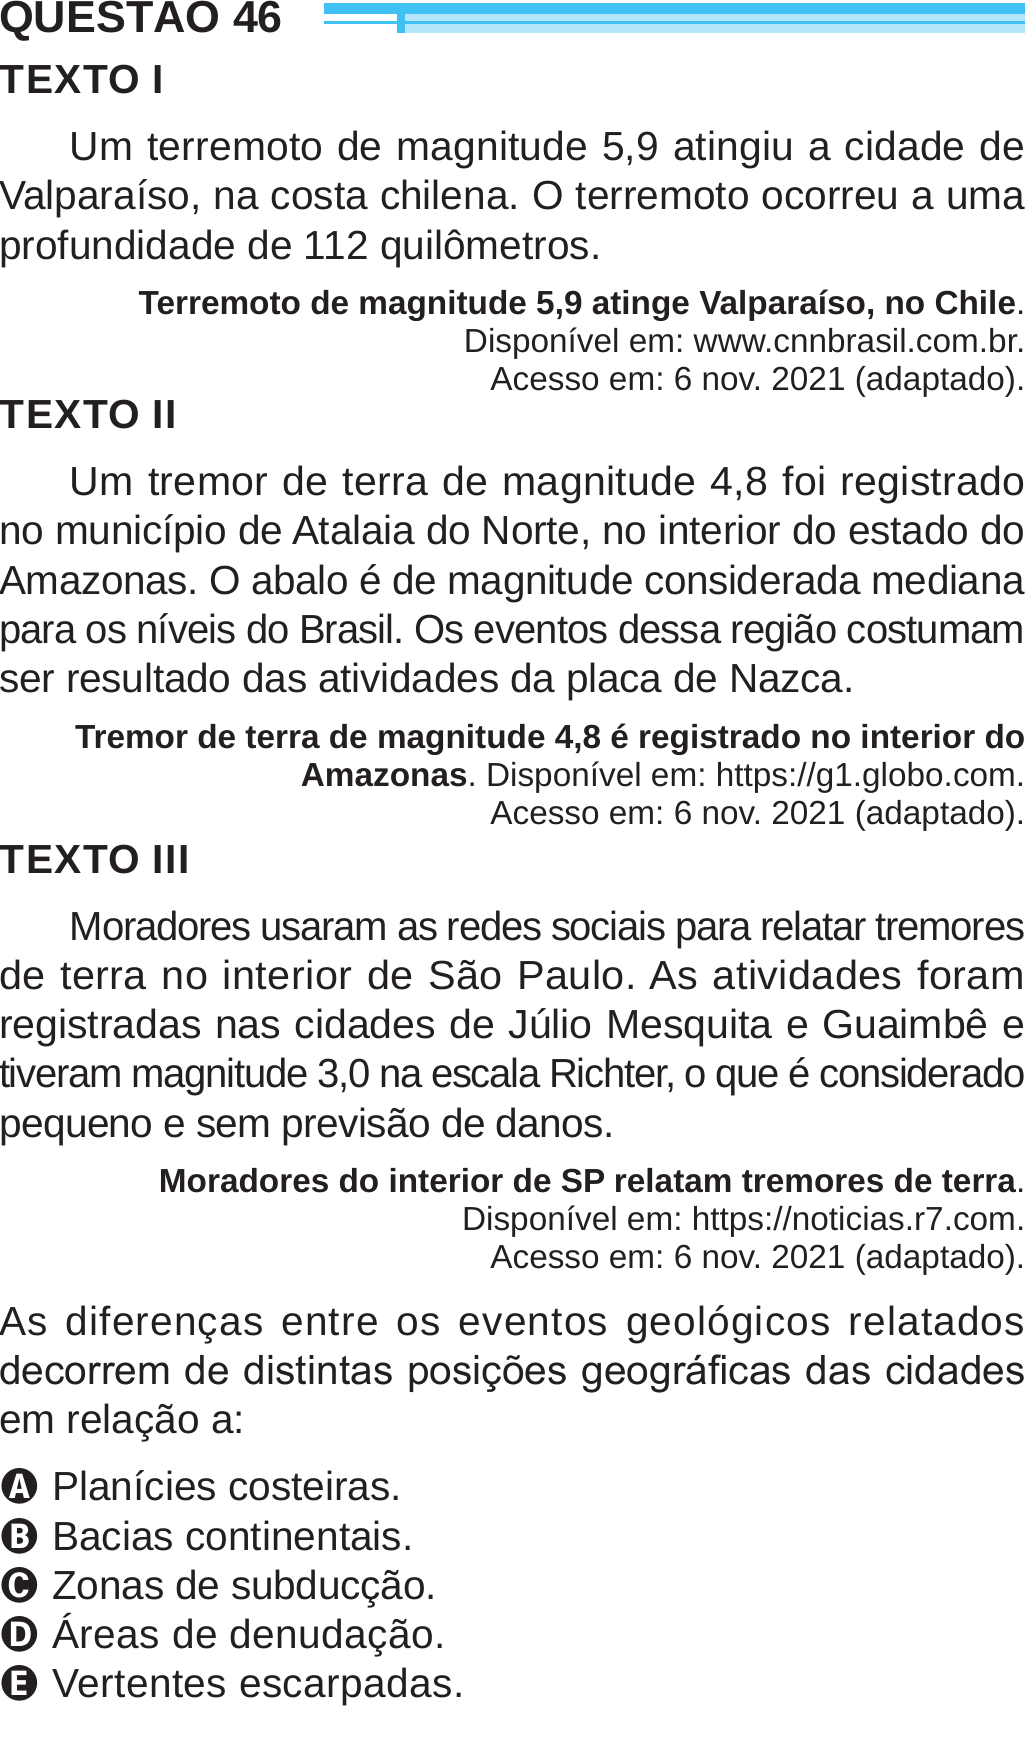 QUESTÃO 46
TEXTO I
Um terremoto de magnitude 5,9 atingiu a cidade de
Valparaíso, na costa chilena. O terremoto ocorreu a uma
profundidade de 112 quilômetros.
Terremoto de magnitude 5,9 atinge Valparaíso, no Chile.
Disponível em: www.cnnbrasil.com.br.
Acesso em: 6 nov. 2021 (adaptado).
TEXTO II
Um tremor de terra de magnitude 4,8 foi registrado
no município de Atalaia do Norte, no interior do estado do
Amazonas. O abalo é de magnitude considerada mediana
para os níveis do Brasil. Os eventos dessa região costumam
ser resultado das atividades da placa de Nazca.
Tremor de terra de magnitude 4,8 é registrado no interior do
Amazonas. Disponível em: https://g1.globo.com.
Acesso em: 6 nov. 2021 (adaptado).
TEXTO III
Moradores usaram as redes sociais para relatar tremores
de terra no interior de São Paulo. As atividades foram
registradas nas cidades de Júlio Mesquita e Guaimbê e
tiveram magnitude 3,0 na escala Richter, o que é considerado
pequeno e sem previsão de danos.
Moradores do interior de SP relatam tremores de terra.
Disponível em: https://noticias.r7.com.
Acesso em: 6 nov. 2021 (adaptado).
As diferenças entre os eventos geológicos relatados
decorrem de distintas posições geográficas das cidades
em relação a:
A Planícies costeiras.
B Bacias continentais.
C Zonas de subducção.
D Áreas de denudação.
E Vertentes escarpadas.